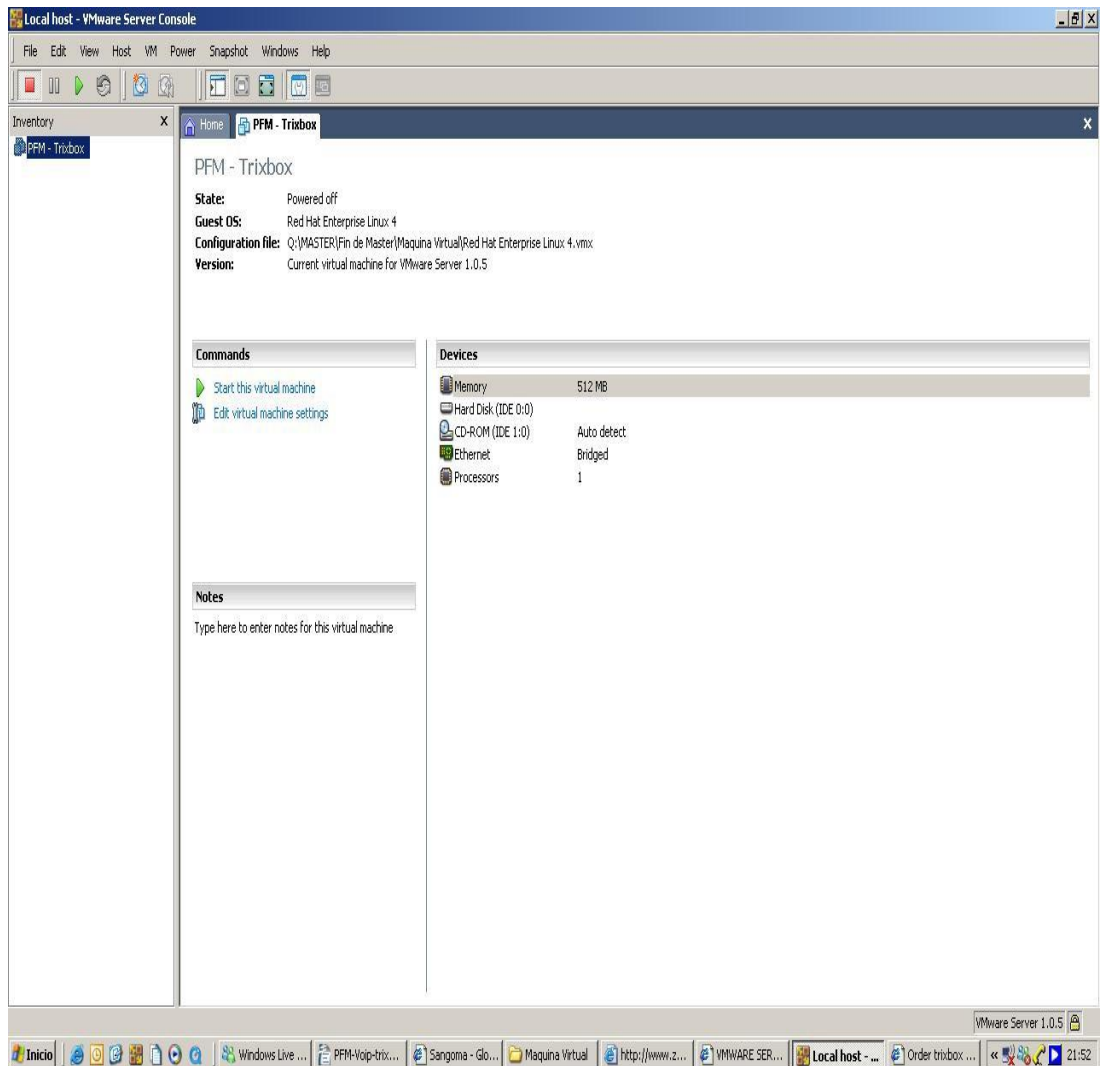 Local host - VMware Server Console
File Edit View Host VM Power Snapshot Windows Help
Inventory X
PFM - Trixbox
Home PFM - Trixbox X
PFM - Trixbox
State: Powered off
Guest OS: Red Hat Enterprise Linux 4
Configuration file: Q:\MASTER\Fin de Master\Maquina Virtual\Red Hat Enterprise Linux 4.vmx
Version: Current virtual machine for VMware Server 1.0.5
Commands
Start this virtual machine
Edit virtual machine settings
Devices
Memory 512 MB
Hard Disk (IDE 0:0)
CD-ROM (IDE 1:0) Auto detect
Ethernet Bridged
Processors 1
Notes
Type here to enter notes for this virtual machine
VMware Server 1.0.5
Inicio Windows Live ... PFM-Voip-trix... Sangoma - Glo... Maquina Virtual http://www.z... VMWARE SER... Local host - ... Order trixbox ... « 21:52